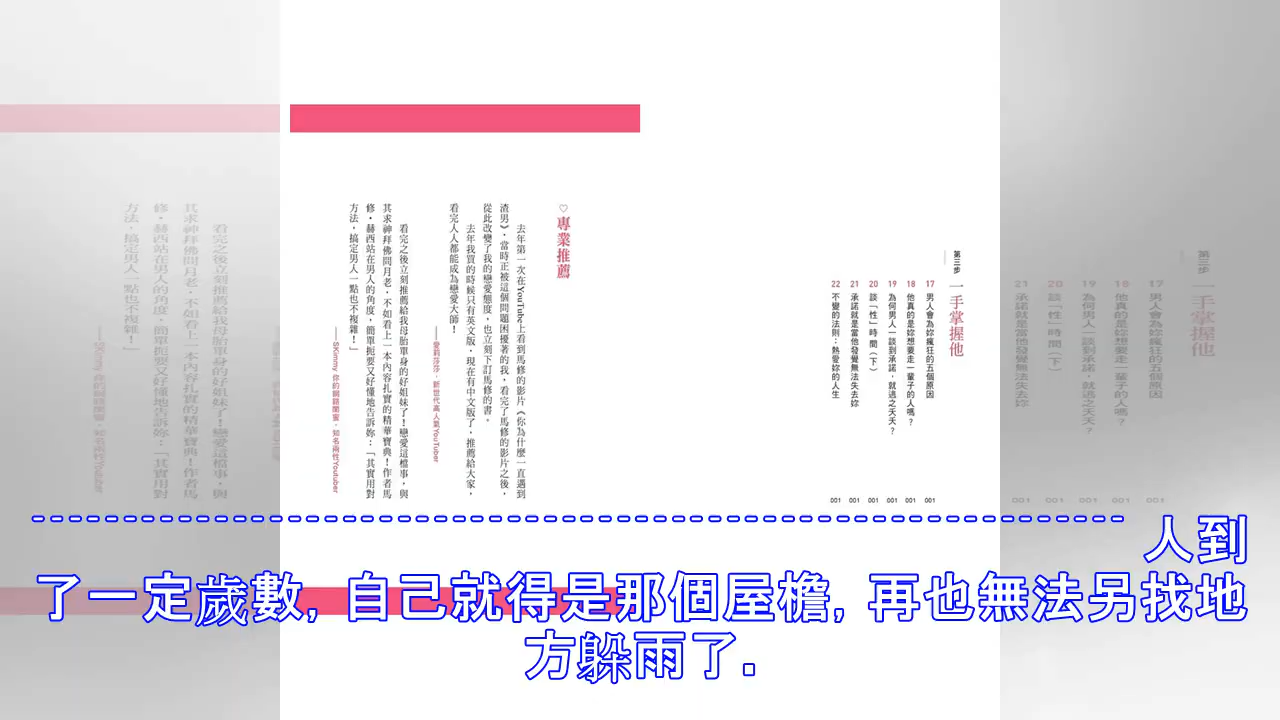 第三步
一手掌握他
17 男人會為妳瘋狂的五個原因 001
18 他真的是妳想要走一輩子的人嗎? 001
19 為何男人一談到承諾,就逃之夭夭? 001
20 談「性」時間(下) 001
21 承諾就是當他發覺無法失去妳 001
22 不變的法則:熱愛妳的人生 001
♡專業推薦
去年第一次在YouTube上看到馬修的影片《你為什麼一直遇到
渣男》,當時正被這個問題困擾著的我,看完了馬修的影片之後,
從此改變了我的戀愛態度,也立刻下訂馬修的書。
去年我買的時候只有英文版,現在有中文版了,推薦給大家,
看完人人都能成為戀愛大師!
——愛莉莎莎,新世代高人氣YouTuber
看完之後立刻推薦給我母胎單身的好姐妹了!戀愛這檔事,與
其求神拜佛問月老,不如看上一本內容扎實的精華寶典!作者馬
修・赫西站在男人的角度,簡單扼要又好懂地告訴妳:「其實用對
方法,搞定男人一點也不複雜!」
——SKimmy 你的網路閨蜜,知名兩性Youtuber
------------------------------------------------------------ 人到
了一定歲數, 自己就得是那個屋檐, 再也無法另找地
方躲雨了.